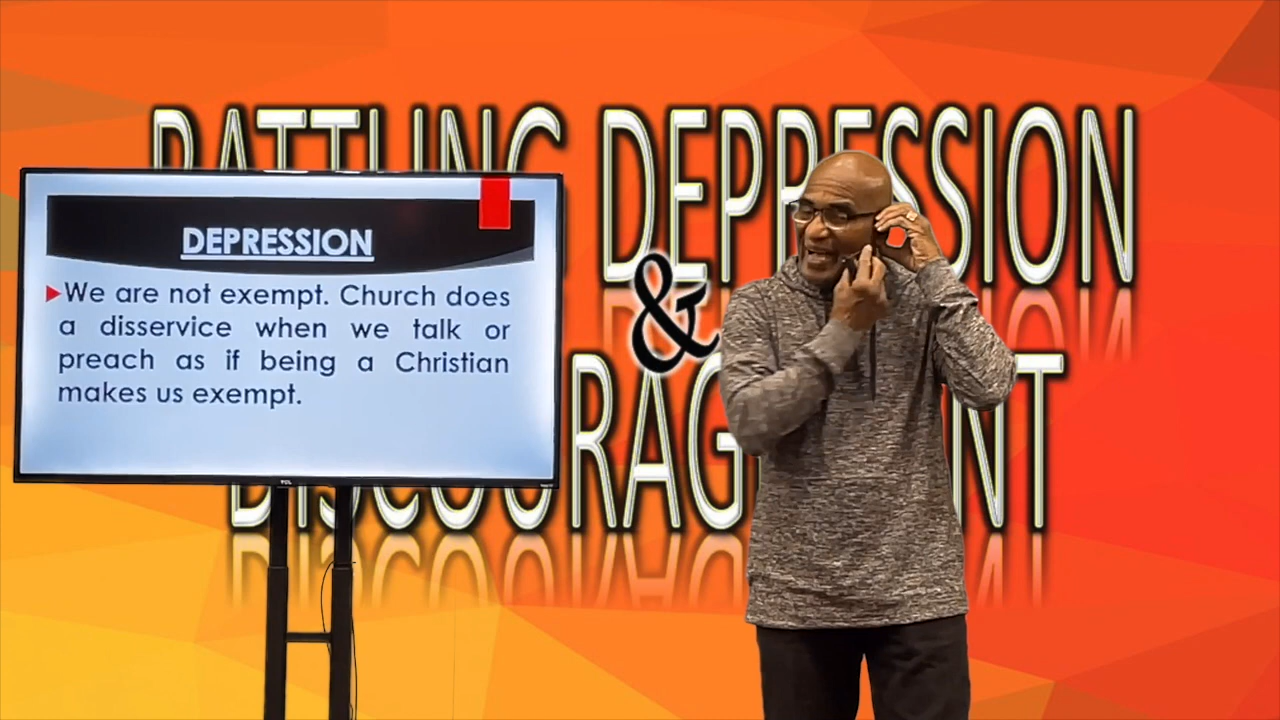 DEPRESSION
&
DEPRESSION
We are not exempt. Church does
a disservice when we talk or
preach as if being a Christian
makes us exempt.
TCL